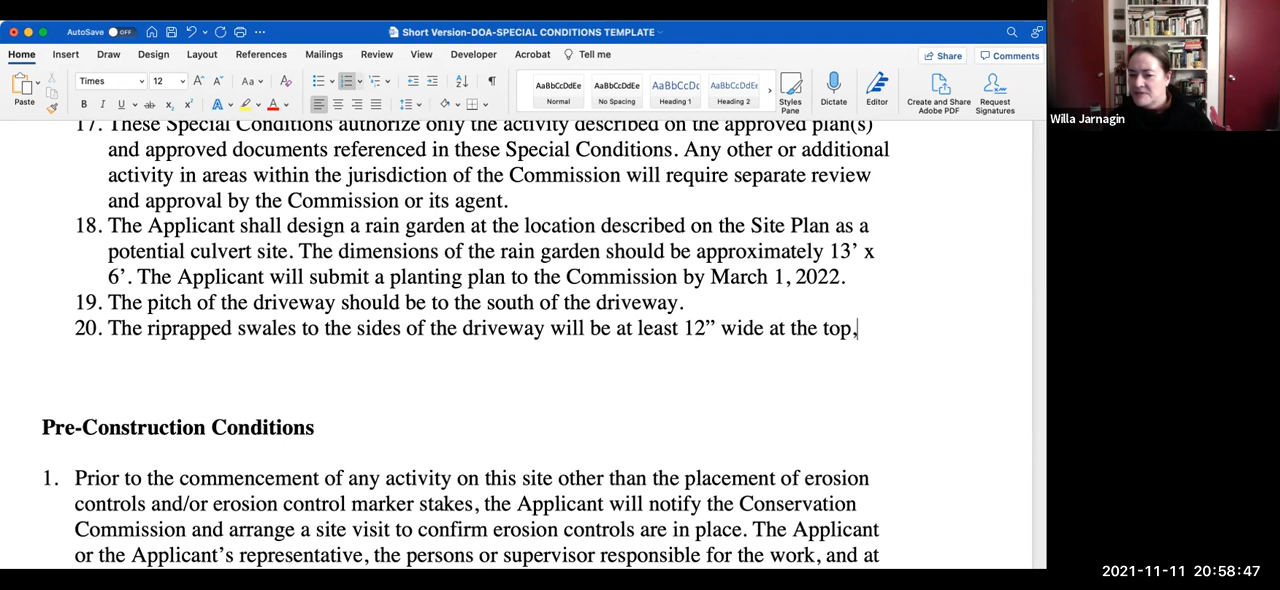 AutoSave OFF
Short Version-DOA-SPECIAL CONDITIONS TEMPLATE
Home Insert Draw Design Layout References Mailings Review View Developer Acrobat Tell me Share Comments
Paste Times 12 Aa AaBbCcDdEe Normal AaBbCcDdEe No Spacing AaBbCcDc Heading 1 AaBbCcDdEe Heading 2 Styles Pane Dictate Editor Create and Share Adobe PDF Request Signatures
Willa Jarnagin
17. These Special Conditions authorize only the activity described on the approved plan(s)
and approved documents referenced in these Special Conditions. Any other or additional
activity in areas within the jurisdiction of the Commission will require separate review
and approval by the Commission or its agent.
18. The Applicant shall design a rain garden at the location described on the Site Plan as a
potential culvert site. The dimensions of the rain garden should be approximately 13’ x
6’. The Applicant will submit a planting plan to the Commission by March 1, 2022.
19. The pitch of the driveway should be to the south of the driveway.
20. The riprapped swales to the sides of the driveway will be at least 12” wide at the top,
Pre-Construction Conditions
1. Prior to the commencement of any activity on this site other than the placement of erosion
controls and/or erosion control marker stakes, the Applicant will notify the Conservation
Commission and arrange a site visit to confirm erosion controls are in place. The Applicant
or the Applicant’s representative, the persons or supervisor responsible for the work, and at
2021-11-11 20:58:47